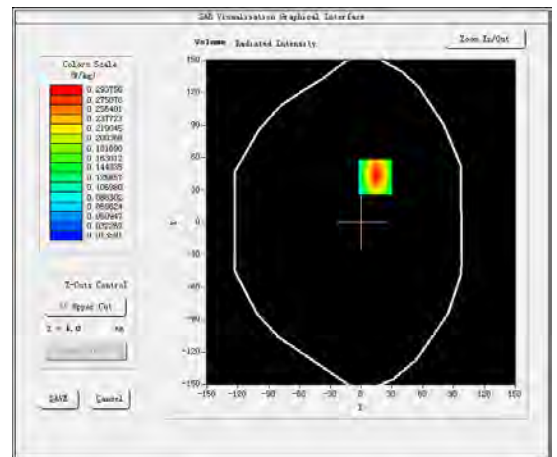 SAR Visualisation Graphical Interface
Volume Radiated Intensity
Zoom In/Out
Colors Scale
(W/kg)
0.293756
0.275078
0.256401
0.237723
0.219045
0.200368
0.181690
0.163012
0.144335
0.125657
0.106980
0.088302
0.069624
0.050947
0.032269
150
120
90
60
30
0
-30
-60
-90
-120
-150
-150 -120 -90 -60 -30 0 30 60 90 120 150
Z-Cuts Control
Upper Cut
SAVE
Cancel